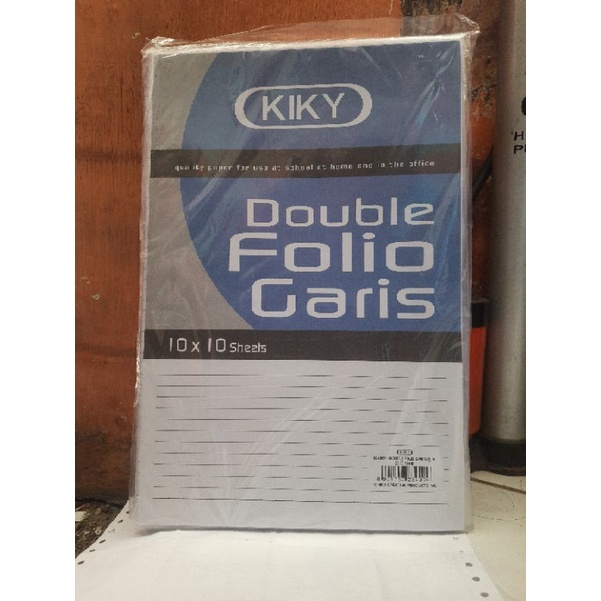 KIKY
quality paper for use at school at home and in the office
Double
Folio
Garis
10 x 10 Sheets
KIKY